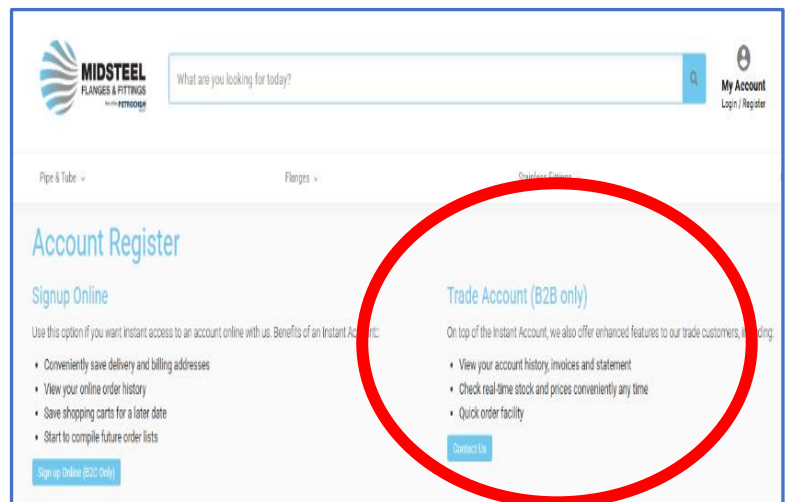 MIDSTEEL
FLANGES & FITTINGS
PETROCHEM
What are you looking for today?
My Account
Login / Register
Pipe & Tube
Flanges
Stainless Fittings
Account Register
Signup Online
Use this option if you want instant access to an account online with us. Benefits of an Instant Account:
• Conveniently save delivery and billing addresses
• View your online order history
• Save shopping carts for a later date
• Start to compile future order lists
Sign up Online (B2C Only)
Trade Account (B2B only)
On top of the Instant Account, we also offer enhanced features to our trade customers, including:
• View your account history, invoices and statement
• Check real-time stock and prices conveniently any time
• Quick order facility
Contact Us